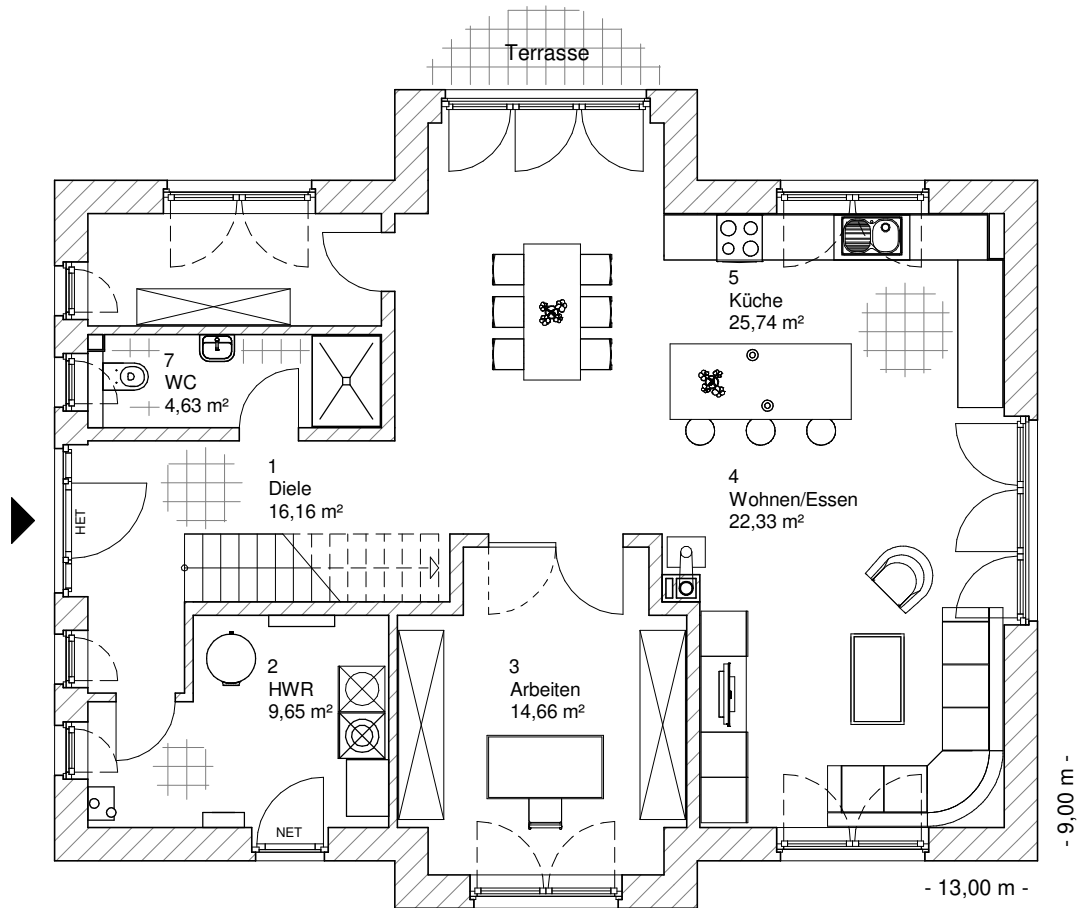 Terrasse
5
Küche
25,74 m²
7
WC
4,63 m²
1
Diele
16,16 m²
HET
4
Wohnen/Essen
22,33 m²
2
HWR
9,65 m²
3
Arbeiten
14,66 m²
NET
- 9,00 m -
- 13,00 m -